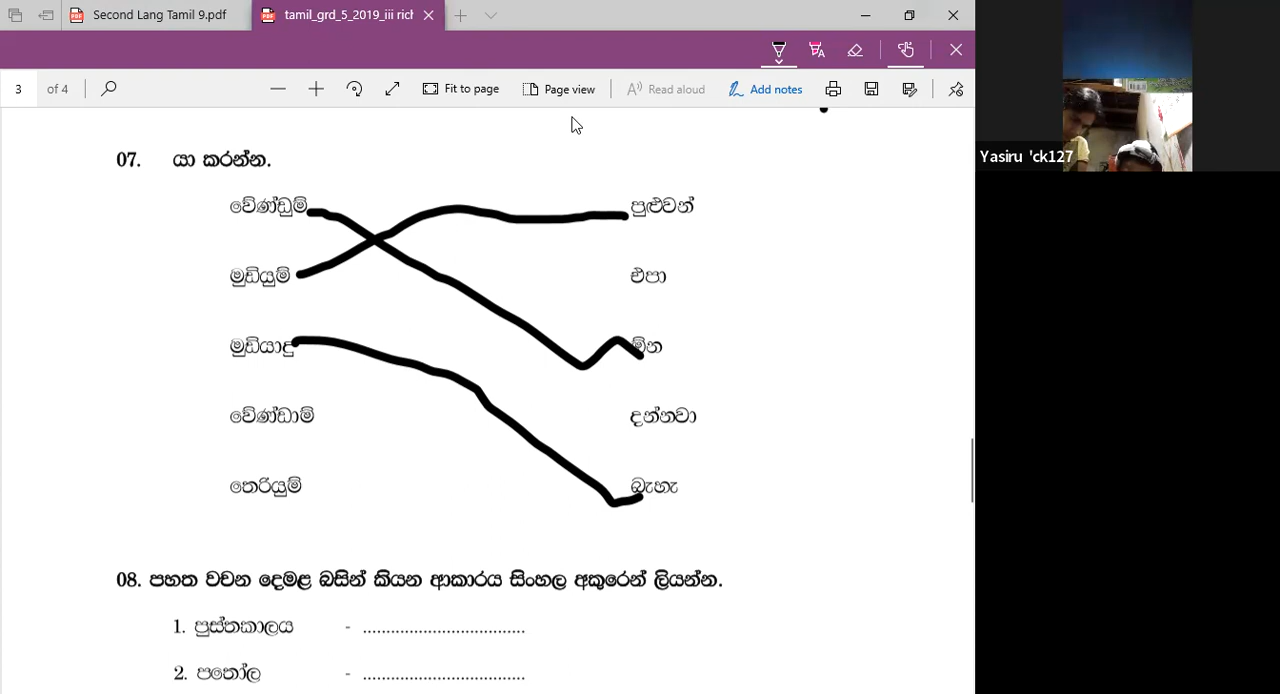 Second Lang Tamil 9.pdf tamil_grd_5_2019_iii rich
3 of 4 Fit to page Page view Read aloud Add notes
Yasiru 'ck127
07. යා කරන්න.
වේණ්ඩුම් පුළුවන්
මුඩියුම් එපා
මුඩියාදු ඕන
වේණ්ඩාම් දන්නවා
තෙරියුම් බැහැ
08. පහත වචන දෙමළ බසින් කියන ආකාරය සිංහල අකුරෙන් ලියන්න.
1. පුස්තකාලය - ..................................
2. පතෝල - ..................................